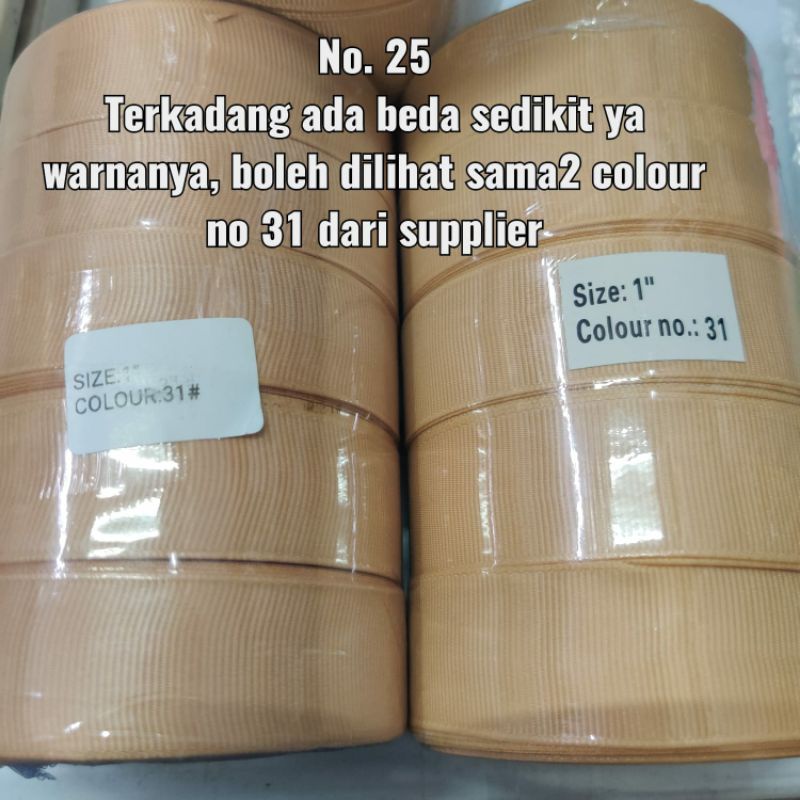 No. 25
Terkadang ada beda sedikit ya
warnanya, boleh dilihat sama2 colour
no 31 dari supplier
Size: 1"
Colour no.: 31
SIZE:1"
COLOUR:31#